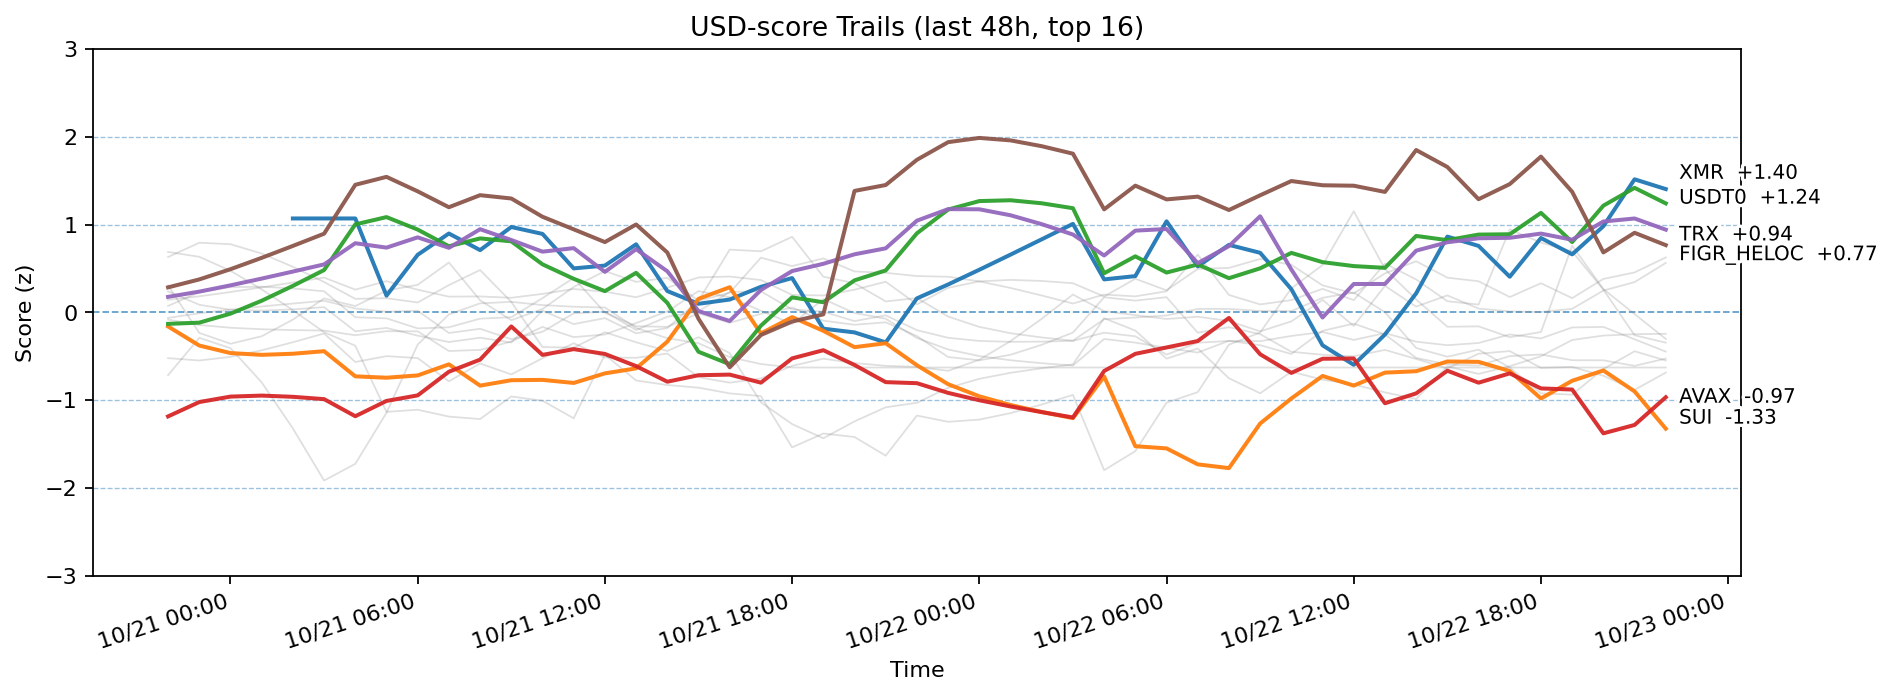 USD-score Trails (last 48h, top 16)
Score (z)
3
2
1
0
−1
−2
−3
XMR +1.40
USDT0 +1.24
TRX +0.94
FIGR_HELOC +0.77
AVAX -0.97
SUI -1.33
10/21 00:00
10/21 06:00
10/21 12:00
10/21 18:00
10/22 00:00
10/22 06:00
10/22 12:00
10/22 18:00
10/23 00:00
Time